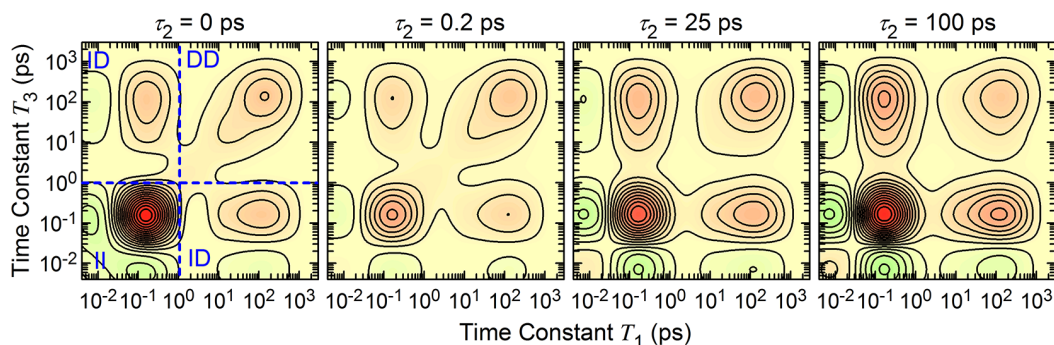 τ2 = 0 ps τ2 = 0.2 ps τ2 = 25 ps τ2 = 100 ps
Time Constant T3 (ps)
10^3
10^2
10^1
10^0
10^-1
10^-2
ID DD
II ID
10^-2 10^-1 10^0 10^1 10^2 10^3 10^-2 10^-1 10^0 10^1 10^2 10^3 10^-2 10^-1 10^0 10^1 10^2 10^3 10^-2 10^-1 10^0 10^1 10^2 10^3
Time Constant T1 (ps)